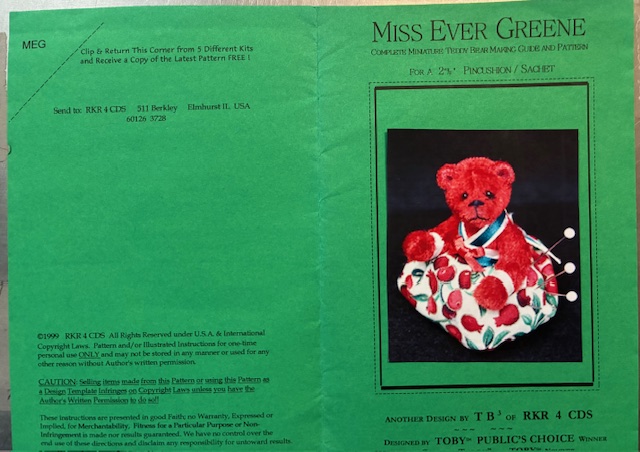 MEG
Clip & Return This Corner from 5 Different Kits
and Receive a Copy of the Latest Pattern FREE !
Send to: RKR 4 CDS 511 Berkley Elmhurst IL USA
60126 3728
©1999 RKR 4 CDS All Rights Reserved under U.S.A. & International
Copyright Laws. Pattern and/or Illustrated Instructions for one-time
personal use ONLY and may not be stored in any manner or used for any
other reason without Author's written permission.
CAUTION: Selling items made from this Pattern or using this Pattern as
a Design Template Infringes on Copyright Laws unless you have the
Author's Written Permission to do so!!
These instructions are presented in good Faith; no Warranty, Expressed or
Implied, for Merchantability, Fitness for a Particular Purpose or Non-
Infringement is made nor results guaranteed. We have no control over the
end use of these directions and disclaim any responsibility for untoward results.
MISS EVER GREENE
COMPLETE MINIATURE TEDDY BEAR MAKING GUIDE AND PATTERN
FOR A PINCUSHION / SACHET
ANOTHER DESIGN BY TB³ OF RKR 4 CDS
~ ~ ~ ~ ~
DESIGNED BY TOBY PUBLIC'S CHOICE WINNER